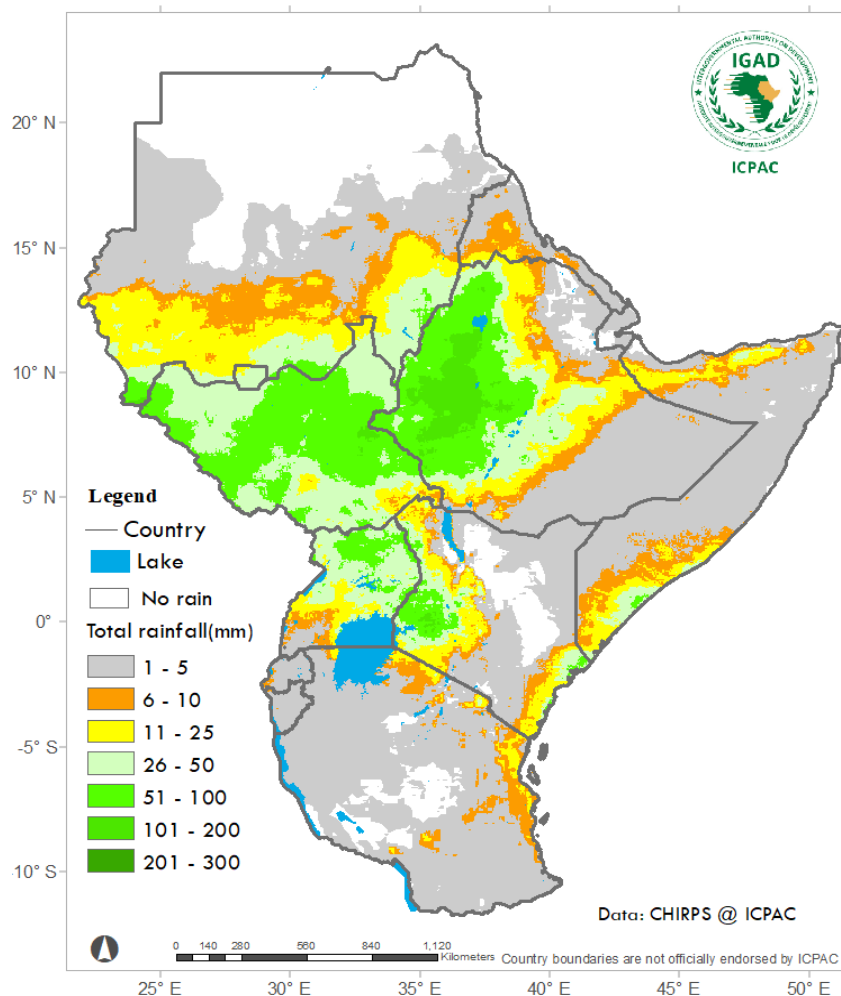 IGAD
ICPAC
20° N
15° N
10° N
5° N
0°
-5° S
-10° S
Legend
Country
Lake
No rain
Total rainfall(mm)
1 - 5
6 - 10
11 - 25
26 - 50
51 - 100
101 - 200
201 - 300
Data: CHIRPS @ ICPAC
0 140 280 560 840 1,120
Kilometers
Country boundaries are not officially endorsed by ICPAC
25° E 30° E 35° E 40° E 45° E 50° E